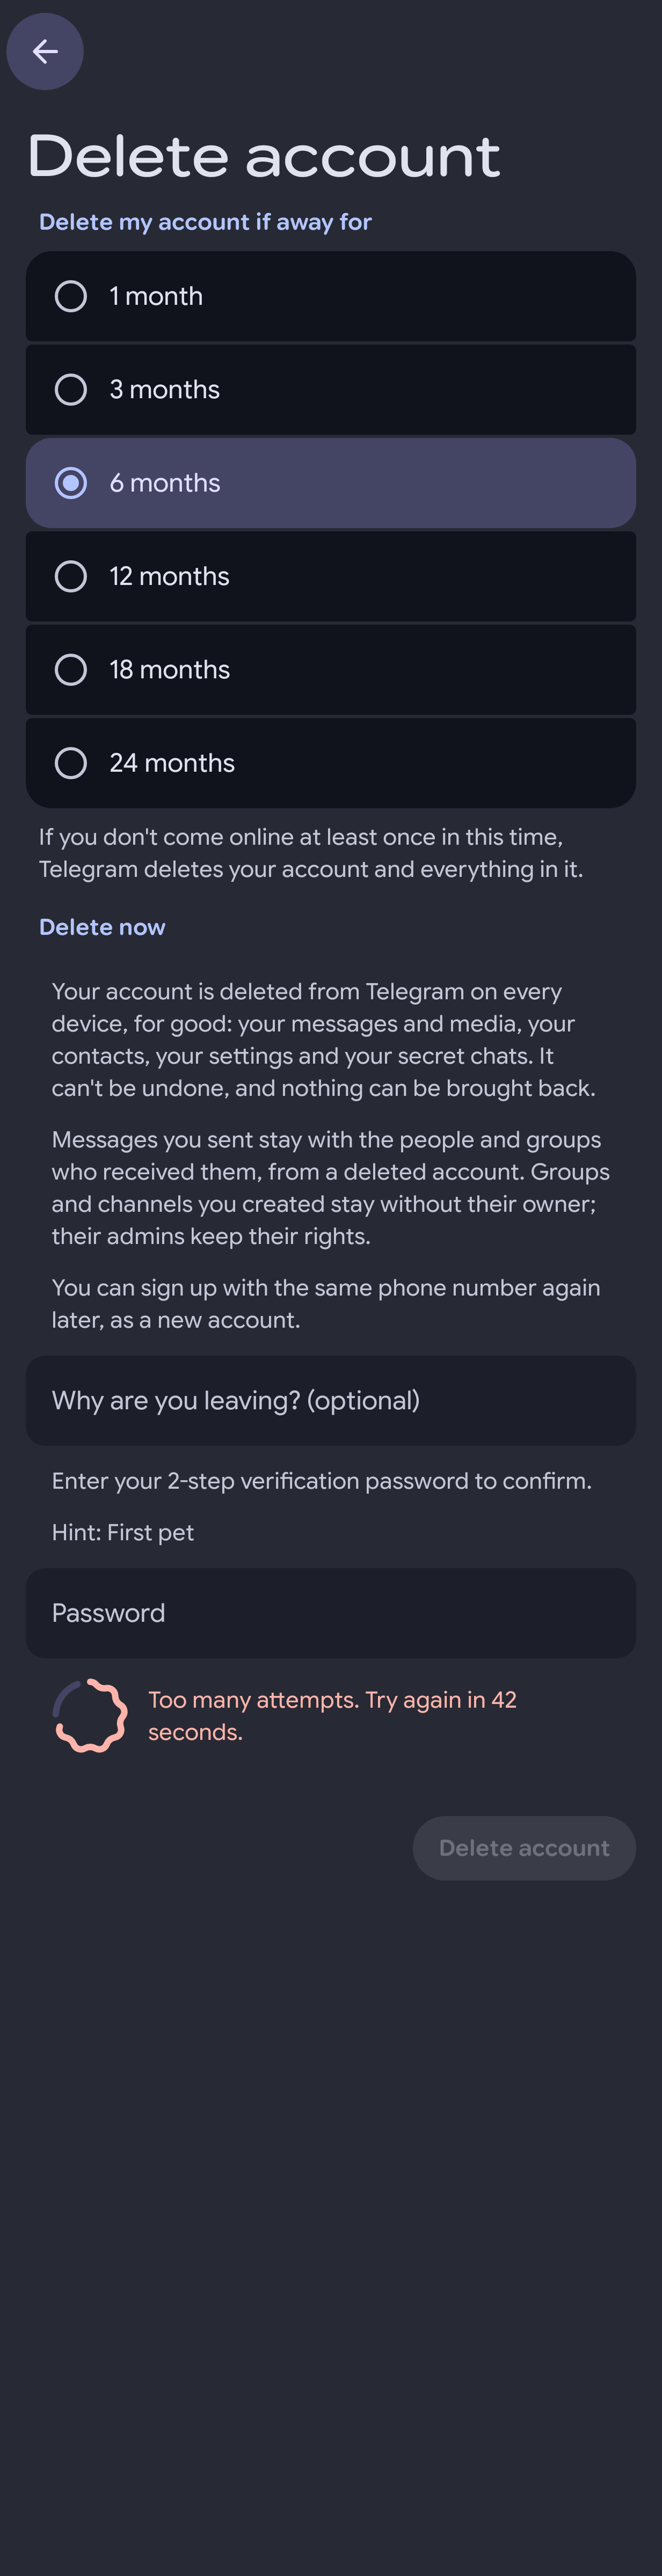 Delete account
Delete my account if away for
1 month
3 months
6 months
12 months
18 months
24 months
If you don't come online at least once in this time,
Telegram deletes your account and everything in it.
Delete now
Your account is deleted from Telegram on every
device, for good: your messages and media, your
contacts, your settings and your secret chats. It
can't be undone, and nothing can be brought back.
Messages you sent stay with the people and groups
who received them, from a deleted account. Groups
and channels you created stay without their owner;
their admins keep their rights.
You can sign up with the same phone number again
later, as a new account.
Why are you leaving? (optional)
Enter your 2-step verification password to confirm.
Hint: First pet
Password
Too many attempts. Try again in 42
seconds.
Delete account